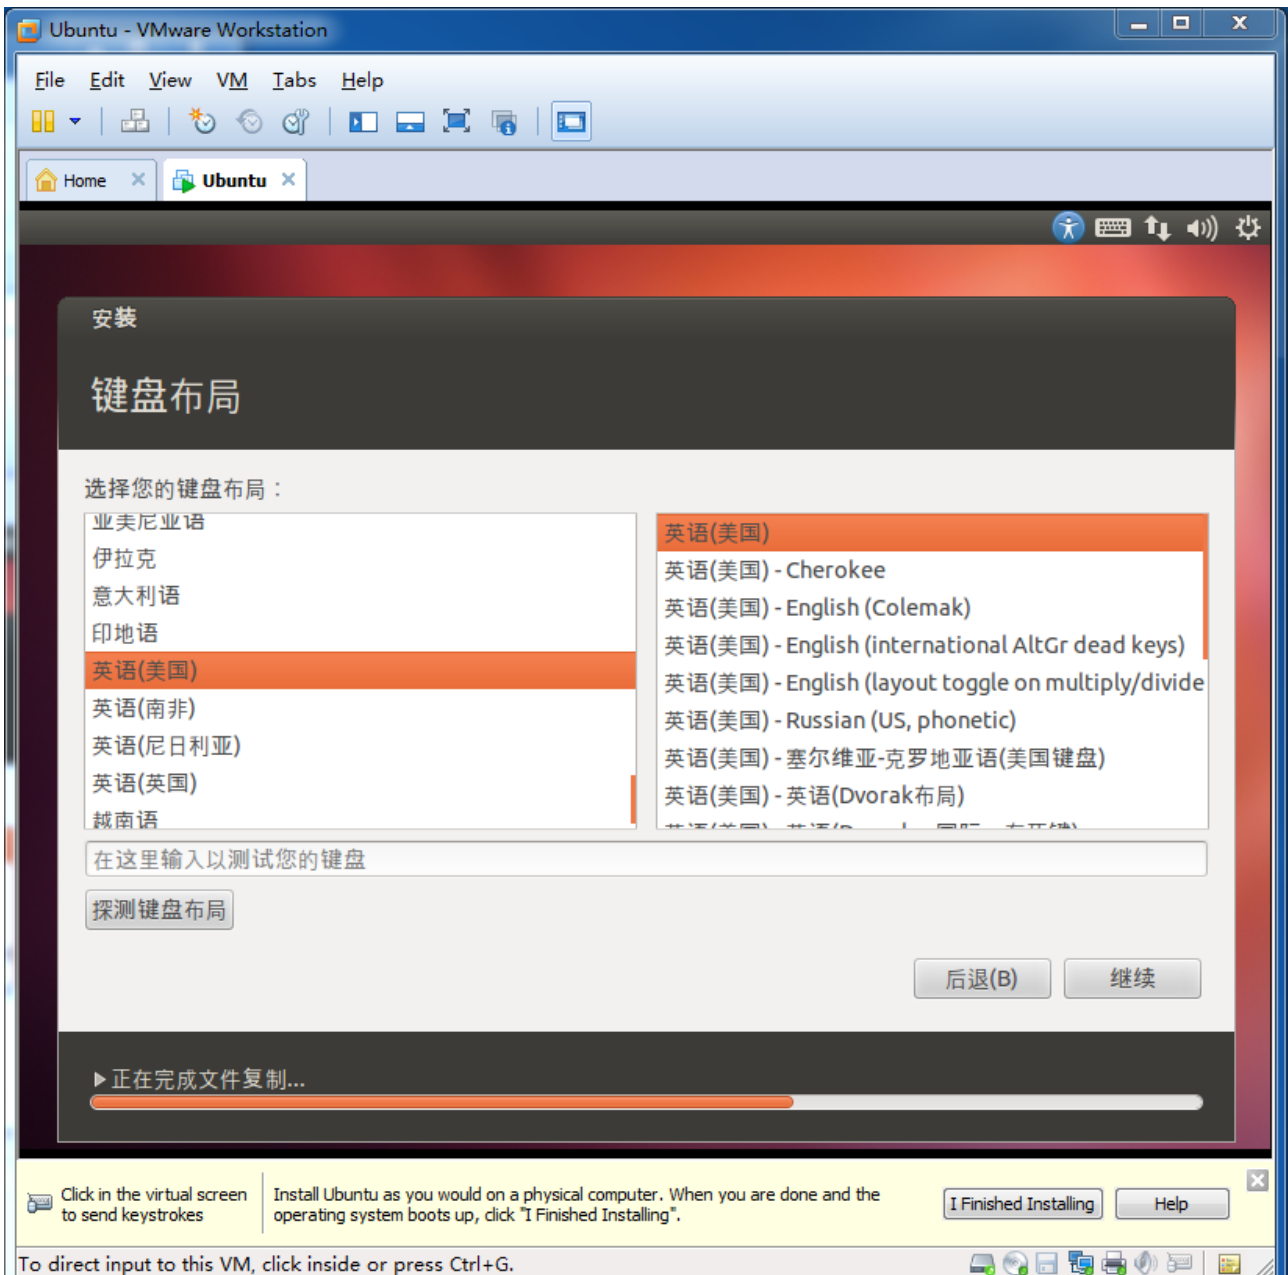 Ubuntu - VMware Workstation
File Edit View VM Tabs Help
Home Ubuntu
安装
键盘布局
选择您的键盘布局：
亚美尼亚语
伊拉克
意大利语
印地语
英语(美国)
英语(南非)
英语(尼日利亚)
英语(英国)
越南语
英语(美国)
英语(美国) - Cherokee
英语(美国) - English (Colemak)
英语(美国) - English (international AltGr dead keys)
英语(美国) - English (layout toggle on multiply/divide
英语(美国) - Russian (US, phonetic)
英语(美国) - 塞尔维亚-克罗地亚语(美国键盘)
英语(美国) - 英语(Dvorak布局)
在这里输入以测试您的键盘
探测键盘布局
后退(B) 继续
正在完成文件复制...
Click in the virtual screen
to send keystrokes
Install Ubuntu as you would on a physical computer. When you are done and the
operating system boots up, click "I Finished Installing".
I Finished Installing Help
To direct input to this VM, click inside or press Ctrl+G.